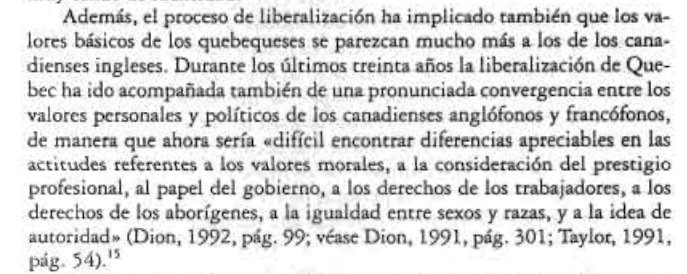 Además, el proceso de liberalización ha implicado también que los va-
lores básicos de los quebequeses se parezcan mucho más a los de los cana-
dienses ingleses. Durante los últimos treinta años la liberalización de Que-
bec ha ido acompañada también de una pronunciada convergencia entre los
valores personales y políticos de los canadienses anglófonos y francófonos,
de manera que ahora sería «difícil encontrar diferencias apreciables en las
actitudes referentes a los valores morales, a la consideración del prestigio
profesional, al papel del gobierno, a los derechos de los trabajadores, a los
derechos de los aborígenes, a la igualdad entre sexos y razas, y a la idea de
autoridad» (Dion, 1992, pág. 99; véase Dion, 1991, pág. 301; Taylor, 1991,
pág. 54).15